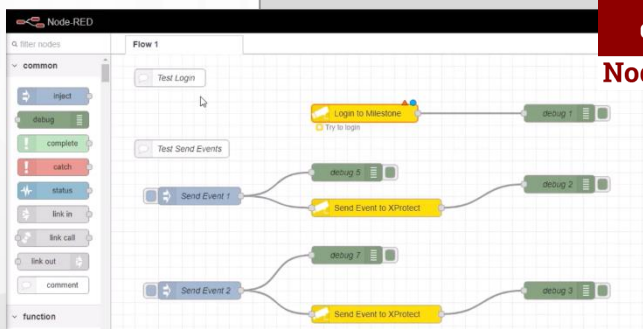 Node-RED
filter nodes
Flow 1
common
inject
debug
complete
catch
status
link in
link call
link out
comment
function
Test Login
Login to Milestone
debug 1
Try to login
Test Send Events
debug 5
Send Event 1
debug 2
Send Event to XProtect
debug 7
Send Event 2
debug 3
Send Event to XProtect